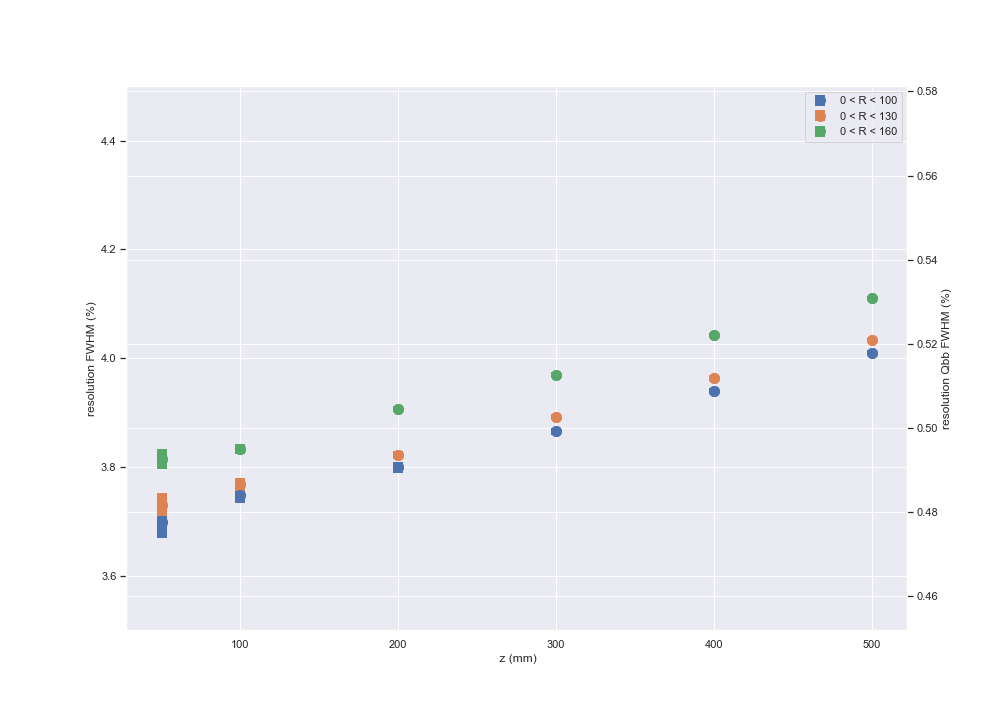 0 < R < 100
0 < R < 130
0 < R < 160
4.4
4.2
4.0
3.8
3.6
resolution FWHM (%)
0.58
0.56
0.54
0.52
0.50
0.48
0.46
resolution Qbb FWHM (%)
100
200
300
400
500
z (mm)